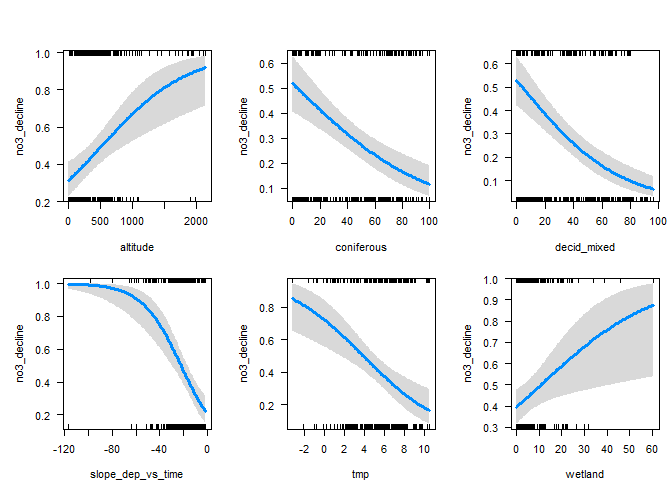 no3_decline
1.0
0.8
0.6
0.4
0.2
0 500 1000 2000
altitude
no3_decline
0.6
0.5
0.4
0.3
0.2
0.1
0 20 40 60 80 100
coniferous
no3_decline
0.6
0.5
0.4
0.3
0.2
0.1
0 20 40 60 80 100
decid_mixed
no3_decline
1.0
0.8
0.6
0.4
0.2
-120 -80 -40 0
slope_dep_vs_time
no3_decline
0.8
0.6
0.4
0.2
-2 0 2 4 6 8 10
tmp
no3_decline
1.0
0.9
0.8
0.7
0.6
0.5
0.4
0.3
0 10 20 30 40 50 60
wetland